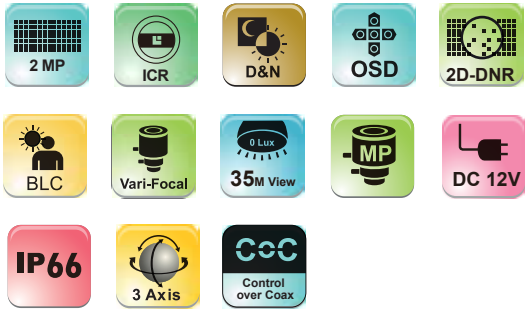 2 MP
ICR
D&N
OSD
2D-DNR
BLC
Vari-Focal
0 Lux
35M View
MP
DC 12V
IP66
3 Axis
CoC
Control
over Coax